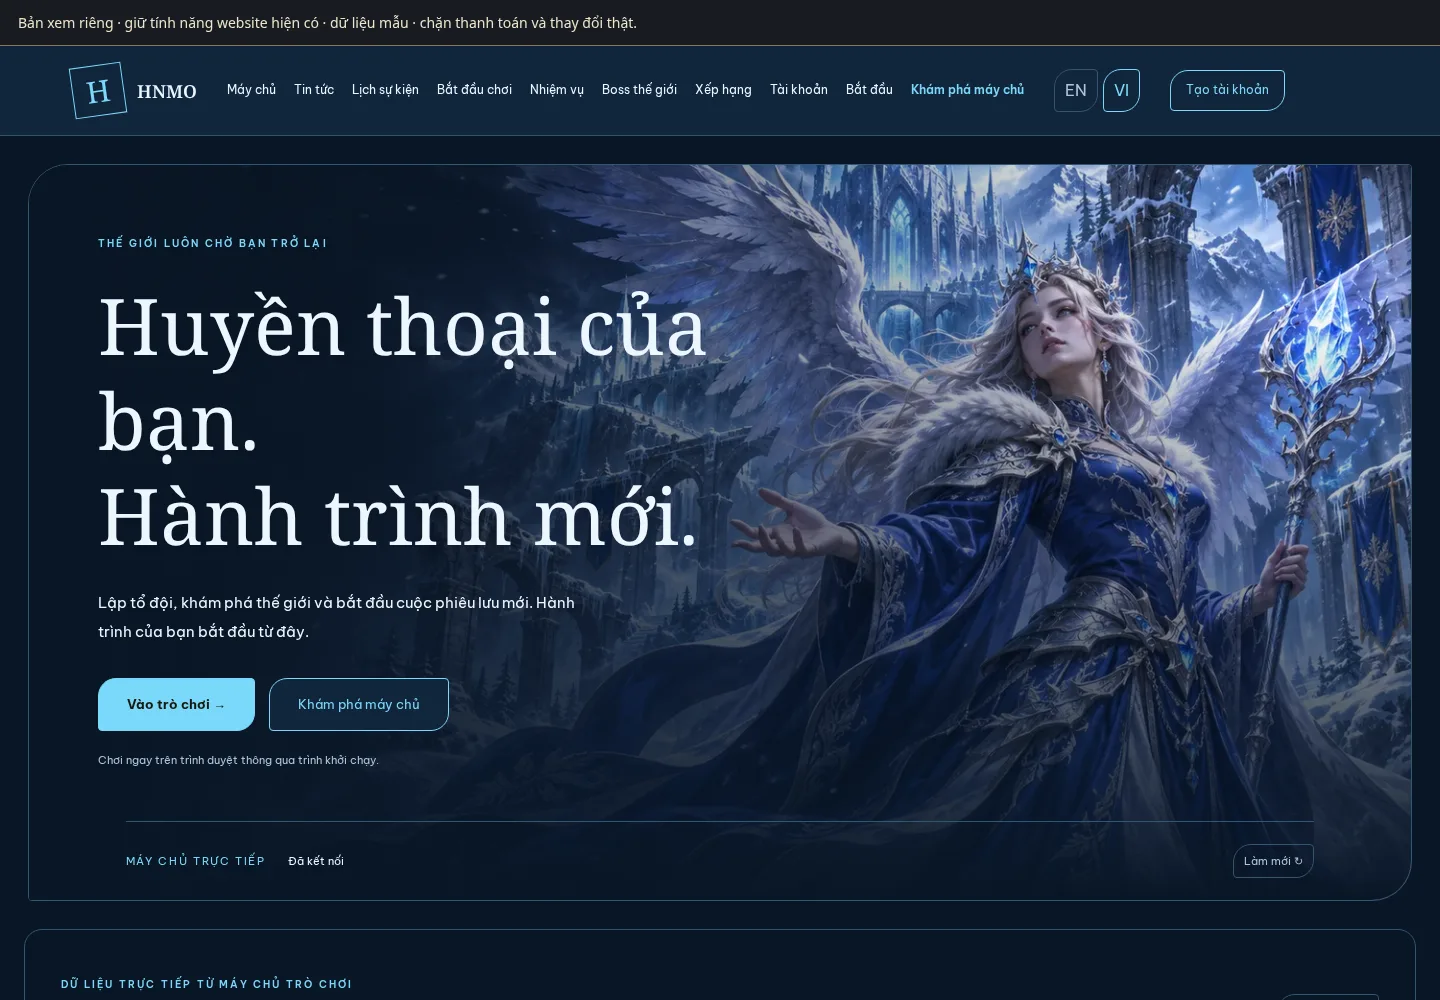 Bản xem riêng · giữ tính năng website hiện có · dữ liệu mẫu · chặn thanh toán và thay đổi thật.
H HNMO Máy chủ Tin tức Lịch sự kiện Bắt đầu chơi Nhiệm vụ Boss thế giới Xếp hạng Tài khoản Bắt đầu Khám phá máy chủ EN VI Tạo tài khoản
THẾ GIỚI LUÔN CHỜ BẠN TRỞ LẠI
Huyền thoại của
bạn.
Hành trình mới.
Lập tổ đội, khám phá thế giới và bắt đầu cuộc phiêu lưu mới. Hành
trình của bạn bắt đầu từ đây.
Vào trò chơi → Khám phá máy chủ
Chơi ngay trên trình duyệt thông qua trình khởi chạy.
MÁY CHỦ TRỰC TIẾP Đã kết nối Làm mới ↻
DỮ LIỆU TRỰC TIẾP TỪ MÁY CHỦ TRÒ CHƠI